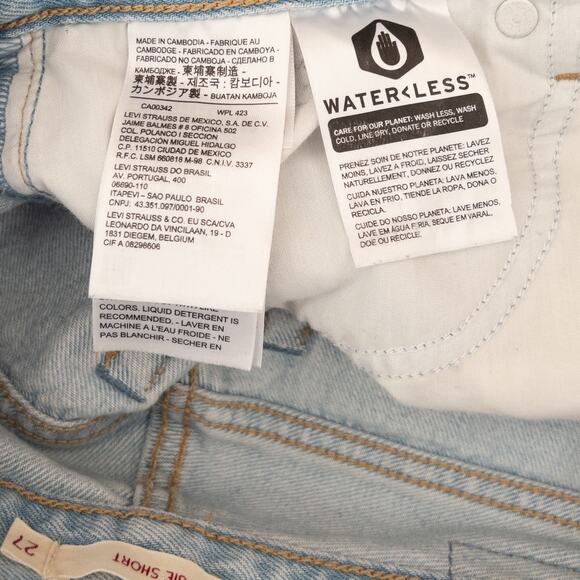 MADE IN CAMBODIA - FABRIQUE AU
CAMBODGE - FABRICADO EN CAMBOYA -
FABRICADO NO CAMBOJA - СДЕЛАНО В
КАМБОДЖЕ - 柬埔寨制造 -
柬埔寨製 - 제조국 : 캄보디아 -
カンボジア製 - BUATAN KAMBOJA
CA00342 WPL 423
LEVI STRAUSS DE MEXICO, S.A. DE C.V.
JAIME BALMES # 8 OFICINA 502
COL. POLANCO I SECCION
DELEGACIÓN MIGUEL HIDALGO
C.P. 11510 CIUDAD DE MEXICO
R.F.C. LSM 660818 M-98 C.N.I.V. 3337
LEVI STRAUSS DO BRASIL
AV. PORTUGAL, 400
06690-110
ITAPEVI – SAO PAULO - BRASIL
CNPJ: 43.351.097/0001-90
LEVI STRAUSS & CO. EU SCA/CVA
LEONARDO DA VINCILAAN, 19 - D
1831 DIEGEM, BELGIUM
CIF A 08298606
COLORS. LIQUID DETERGENT IS
RECOMMENDED. - LAVER EN
MACHINE A L'EAU FROIDE - NE
PAS BLANCHIR - SECHER EN
WATER<LESS™
CARE FOR OUR PLANET: WASH LESS, WASH
COLD, LINE DRY, DONATE OR RECYCLE
PRENEZ SOIN DE NOTRE PLANETE: LAVEZ
MOINS, LAVEZ À FROID, LAISSEZ SÉCHER
NATURELLEMENT, DONNEZ OU RECYCLEZ
CUIDA NUESTRO PLANETA: LAVA MENOS,
LAVA EN FRIO, TIENDE LA ROPA, DONA O
RECICLA.
CUIDE DO NOSSO PLANETA: LAVE MENOS,
LAVE EM ÁGUA FRIA, SEQUE EM VARAL,
DOE OU RECICLE.
27
SHORT